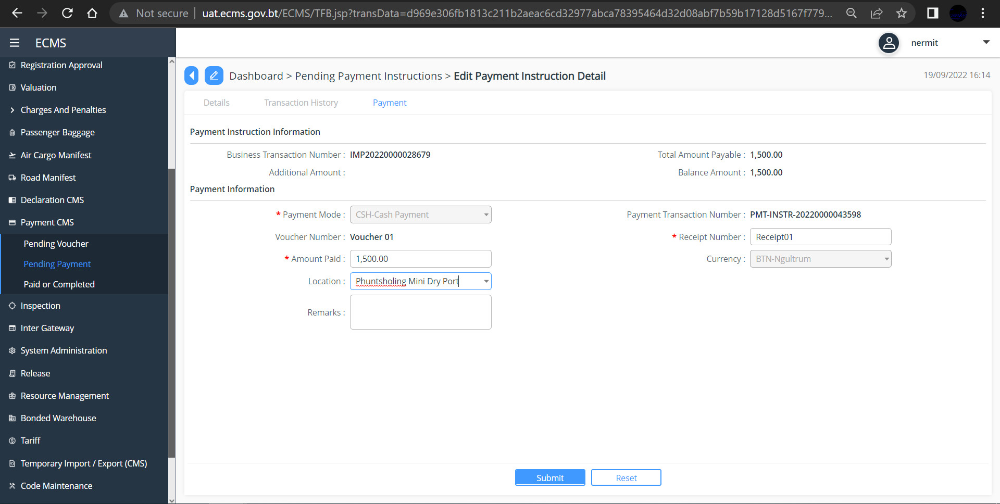 Not secure uat.ecms.gov.bt/ECMS/TFB.jsp?transData=d969e306fb1813c211b2aeac6cd32977abca78395464d32d08abf7b59b17128d5167f779...
ECMS
nermit
Registration Approval
Valuation
Charges And Penalties
Passenger Baggage
Air Cargo Manifest
Road Manifest
Declaration CMS
Payment CMS
Pending Voucher
Pending Payment
Paid or Completed
Inspection
Inter Gateway
System Administration
Release
Resource Management
Bonded Warehouse
Tariff
Temporary Import / Export (CMS)
Code Maintenance
Dashboard > Pending Payment Instructions > Edit Payment Instruction Detail
19/09/2022 16:14
Details Transaction History Payment
Payment Instruction Information
Business Transaction Number : IMP20220000028679 Total Amount Payable : 1,500.00
Additional Amount : Balance Amount : 1,500.00
Payment Information
* Payment Mode : CSH-Cash Payment Payment Transaction Number : PMT-INSTR-20220000043598
Voucher Number : Voucher 01 * Receipt Number : Receipt01
* Amount Paid : 1,500.00 Currency : BTN-Ngultrum
Location : Phuntsholing Mini Dry Port
Remarks :
Submit Reset